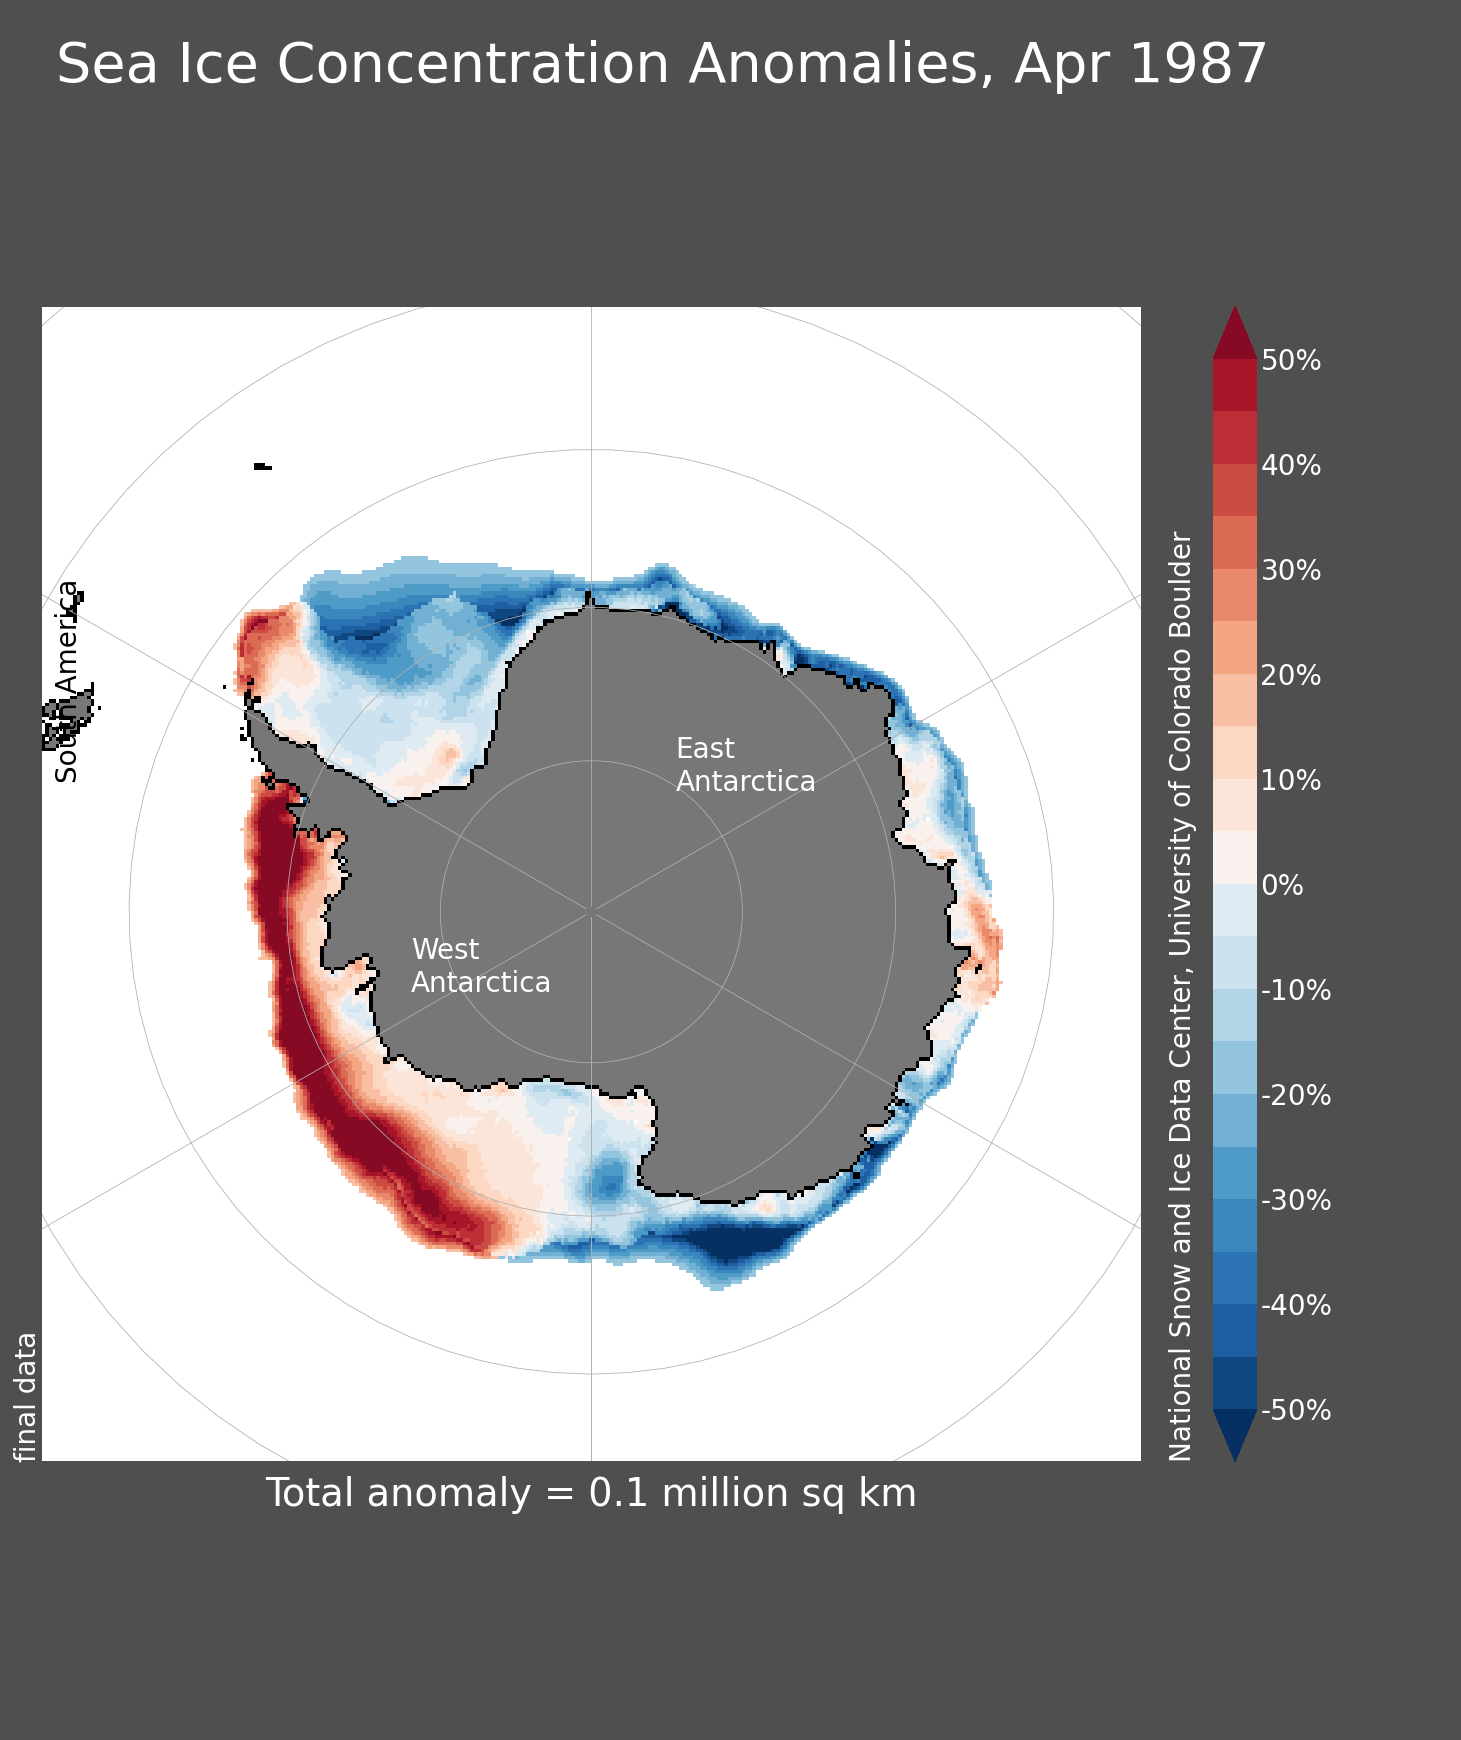 Sea Ice Concentration Anomalies, Apr 1987
South America
East
Antarctica
West
Antarctica
final data
Total anomaly = 0.1 million sq km
National Snow and Ice Data Center, University of Colorado Boulder
50%
40%
30%
20%
10%
0%
-10%
-20%
-30%
-40%
-50%